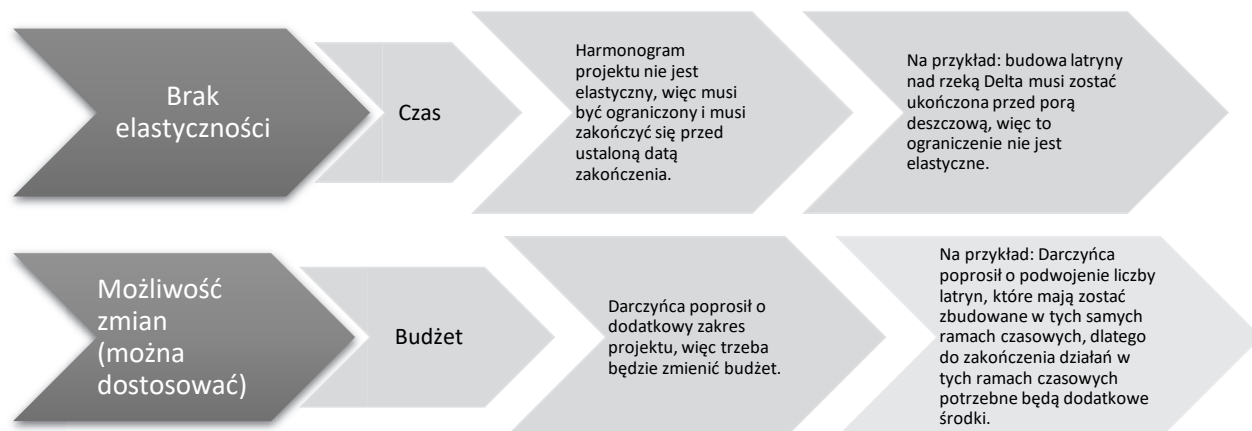 Brak
elastyczności
Czas
Harmonogram
projektu nie jest
elastyczny, więc musi
być ograniczony i musi
zakończyć się przed
ustaloną datą
zakończenia.
Na przykład: budowa latryny
nad rzeką Delta musi zostać
ukończona przed porą
deszczową, więc to
ograniczenie nie jest
elastyczne.
Możliwość
zmian
(można
dostosować)
Budżet
Darczyńca poprosił o
dodatkowy zakres
projektu, więc trzeba
będzie zmienić budżet.
Na przykład: Darczyńca
poprosił o podwojenie liczby
latryn, które mają zostać
zbudowane w tych samych
ramach czasowych, dlatego
do zakończenia działań w
tych ramach czasowych
potrzebne będą dodatkowe
środki.